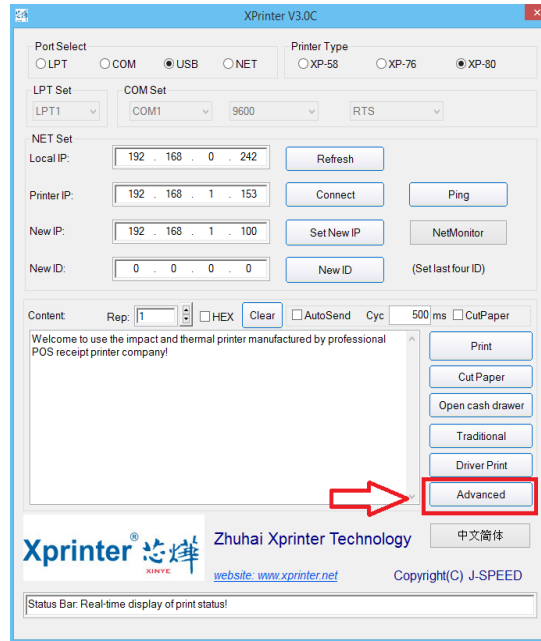 XPrinter V3.0C
Port Select
LPT COM USB NET
Printer Type
XP-58 XP-76 XP-80
LPT Set
LPT1
COM Set
COM1 9600 RTS
NET Set
Local IP: 192 . 168 . 0 . 242 Refresh
Printer IP: 192 . 168 . 1 . 153 Connect Ping
New IP: 192 . 168 . 1 . 100 Set New IP NetMonitor
New ID: 0 . 0 . 0 . 0 New ID (Set last four ID)
Content: Rep: 1 HEX Clear AutoSend Cyc 500 ms CutPaper
Welcome to use the impact and thermal printer manufactured by professional
POS receipt printer company!
Print
Cut Paper
Open cash drawer
Traditional
Driver Print
Advanced
Xprinter® 芯烨
XINYE
Zhuhai Xprinter Technology
中文简体
website: www.xprinter.net
Copyright(C) J-SPEED
Status Bar: Real-time display of print status!